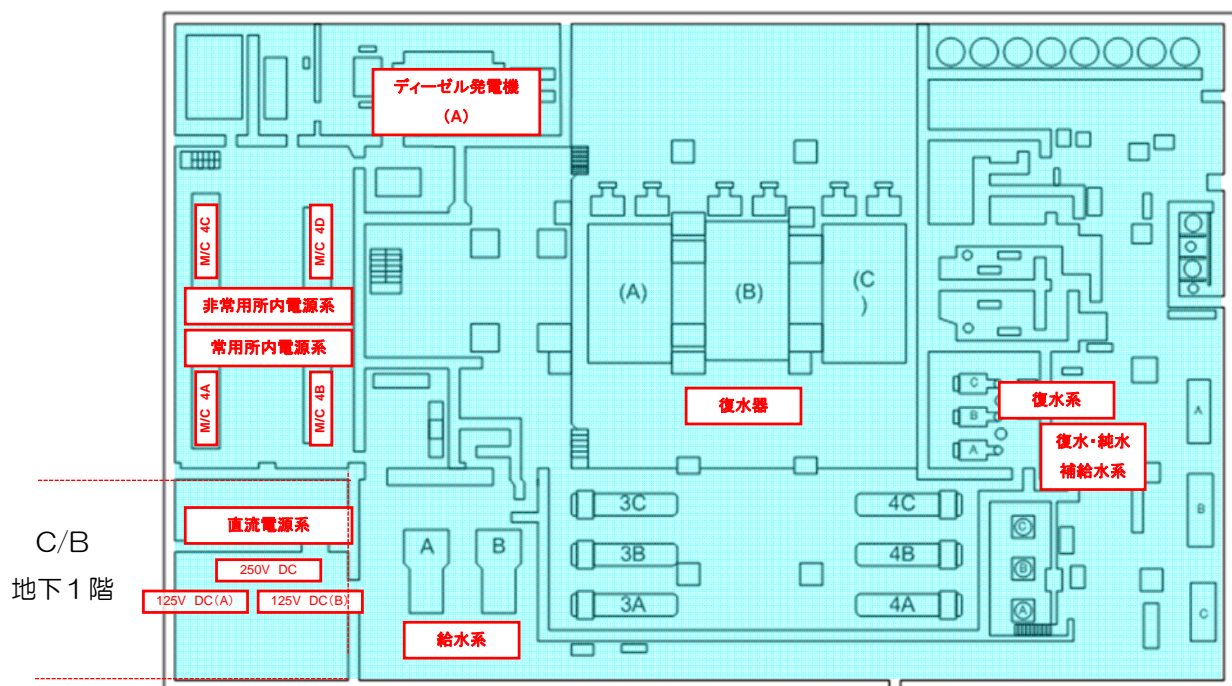 ディーゼル発電機
(A)
M/C 4C
M/C 4D
非常用所内電源系
常用所内電源系
M/C 4A
M/C 4B
(A)
(B)
(C
)
復水器
C
B
A
復水系
復水・純水
補給水系
A
B
C
C/B
地下1階
直流電源系
250V DC
125V DC(A)
125V DC(B)
A
B
給水系
3C
3B
3A
4C
4B
4A
C
B
A